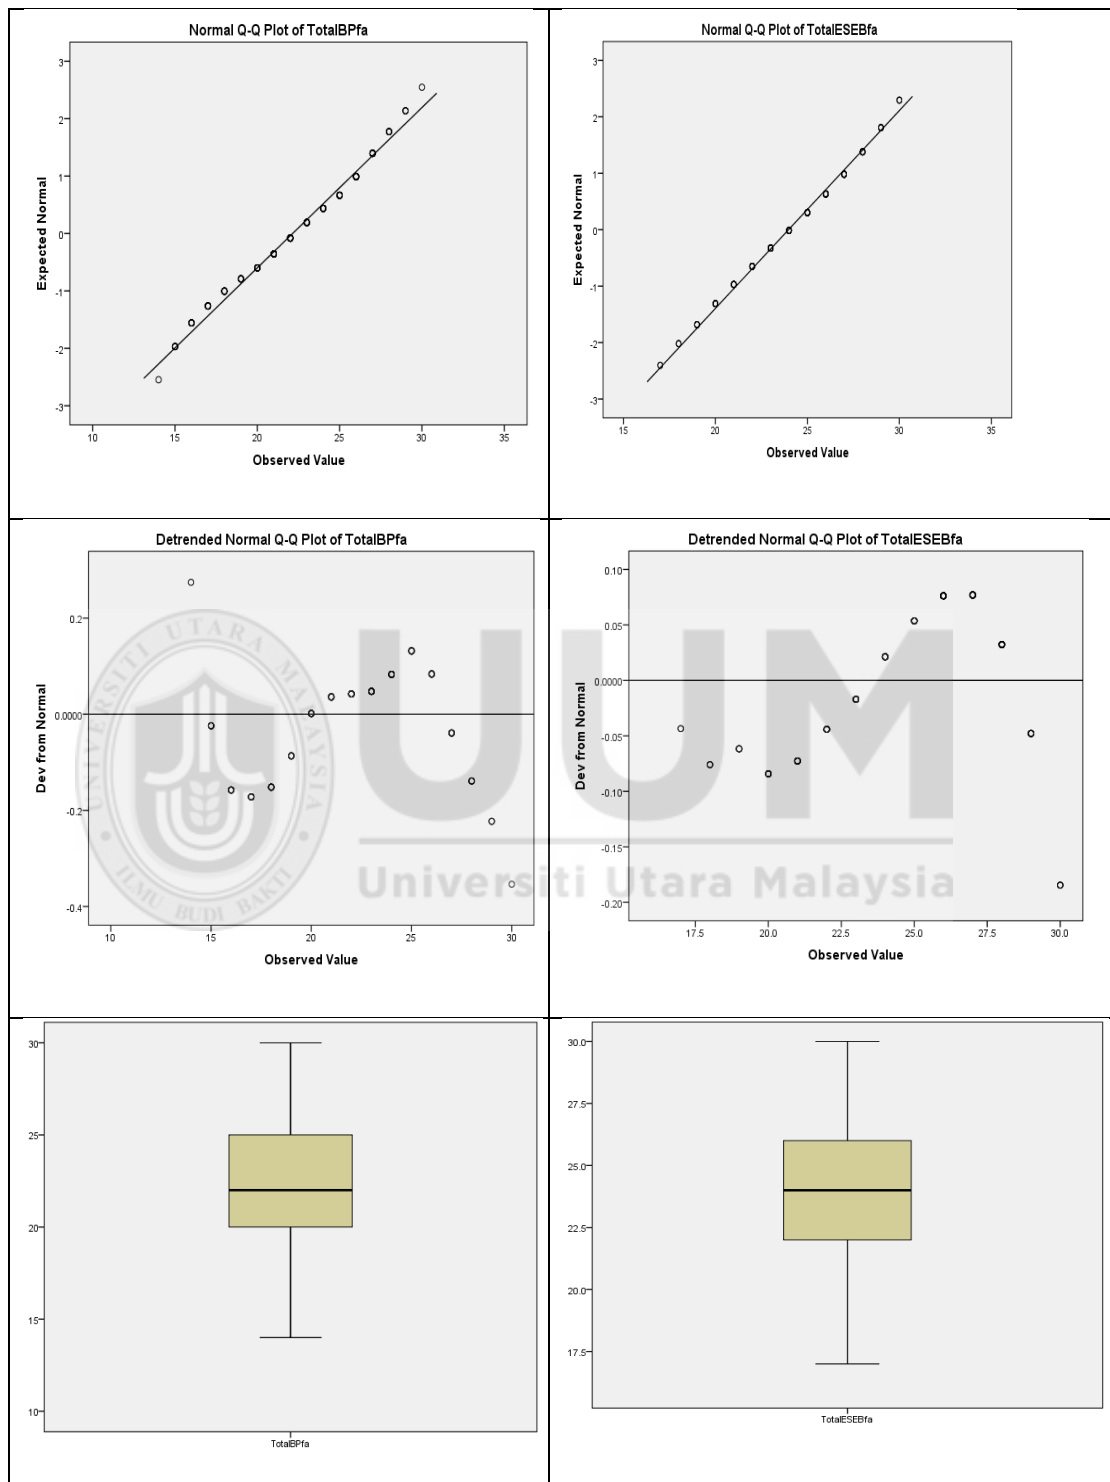 Normal Q-Q Plot of TotalBPfa
Expected Normal
3
2
1
0
-1
-2
-3
10 15 20 25 30 35
Observed Value
Normal Q-Q Plot of TotalESEBfa
Expected Normal
3
2
1
0
-1
-2
-3
15 20 25 30 35
Observed Value
Detrended Normal Q-Q Plot of TotalBPfa
Dev from Normal
0.2
0.0000
-0.2
-0.4
10 15 20 25 30
Observed Value
Detrended Normal Q-Q Plot of TotalESEBfa
Dev from Normal
0.10
0.05
0.0000
-0.05
-0.10
-0.15
-0.20
17.5 20.0 22.5 25.0 27.5 30.0
Observed Value
UNIVERSITI UTARA MALAYSIA
ILMU BUDI BAKTI
UUM
Universiti Utara Malaysia
30
25
20
15
10
TotalBPfa
30.0
27.5
25.0
22.5
20.0
17.5
TotalESEBfa